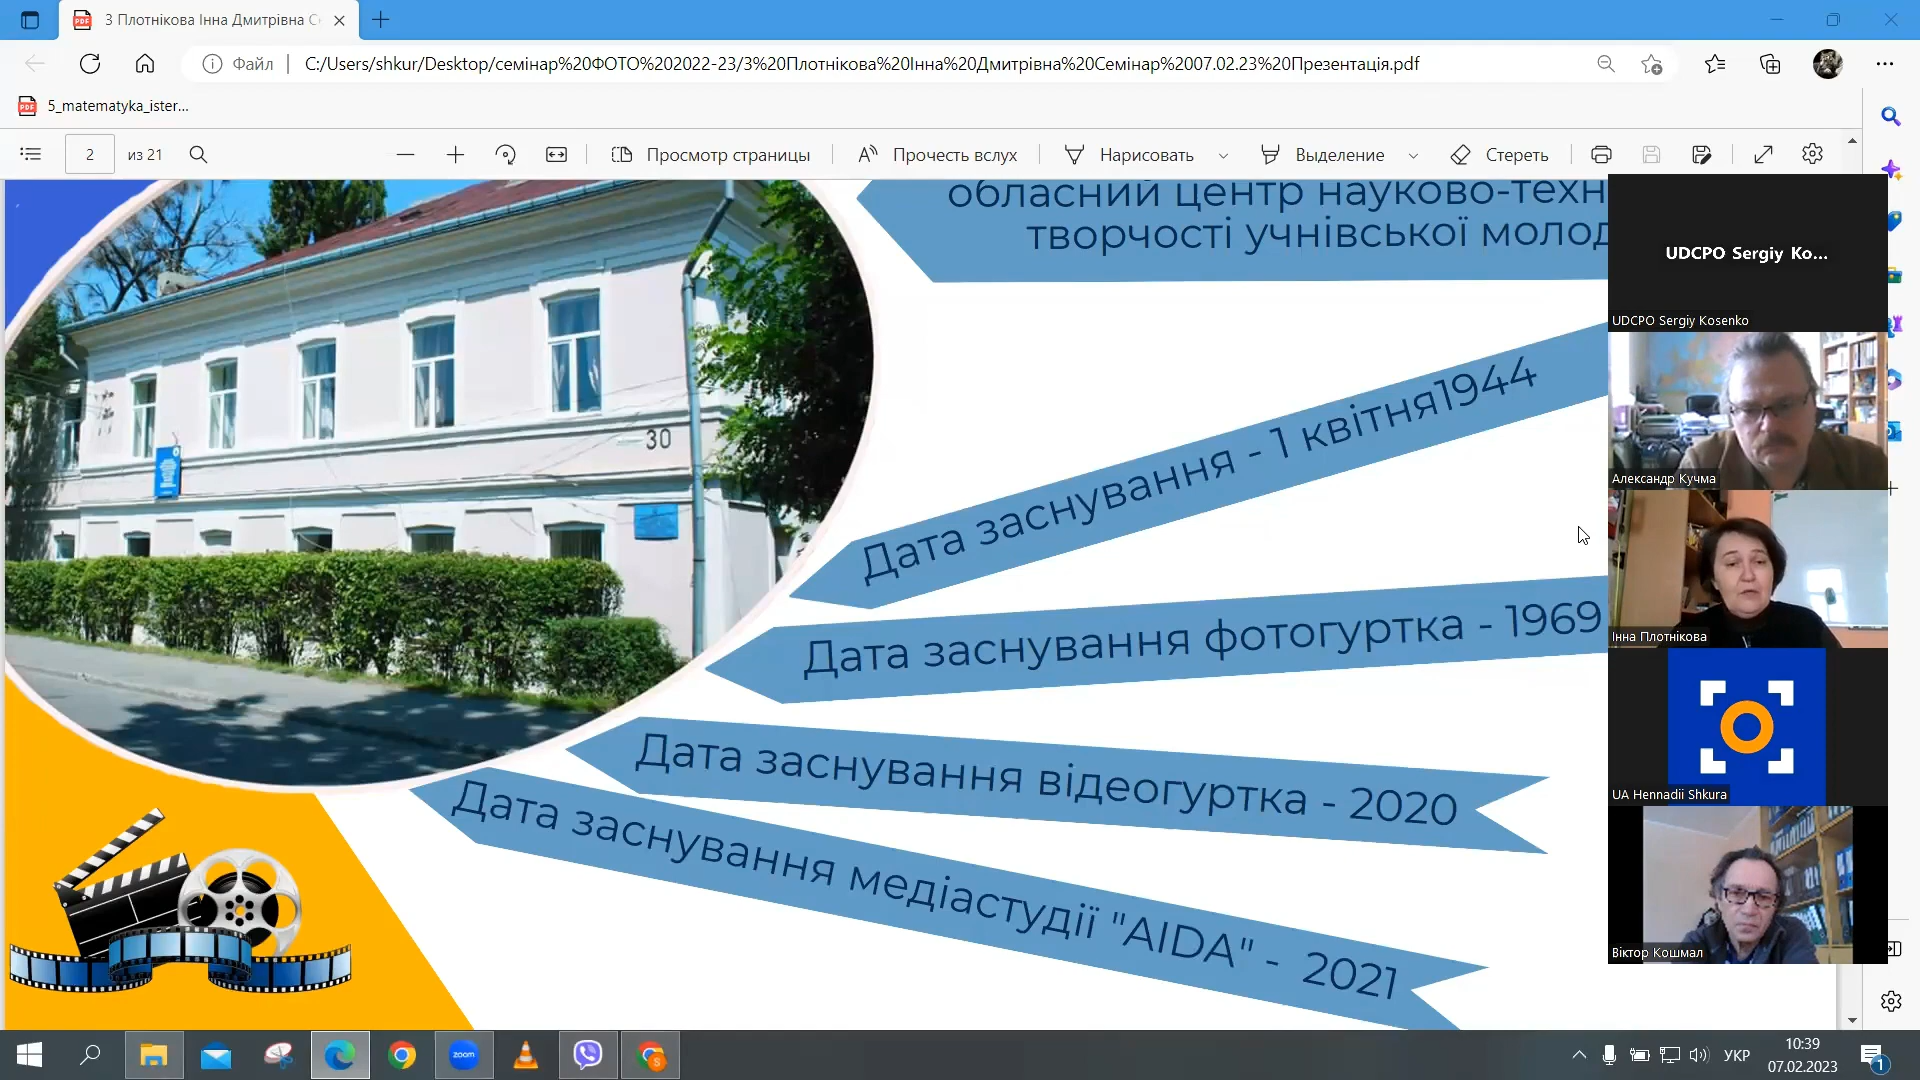 3 Плотнікова Інна Дмитрівна Се
Файл
C:/Users/shkur/Desktop/семінар%20ФОТО%202022-23/3%20Плотнікова%20Інна%20Дмитрівна%20Семінар%2007.02.23%20Презентація.pdf
5_matematyka_ister...
2 из 21
Просмотр страницы
Прочесть вслух
Нарисовать
Выделение
Стереть
обласний центр науково-техн
творчості учнівської молод
30
Дата заснування - 1 квітня1944
Дата заснування фотогуртка - 1969
Дата заснування відеогуртка - 2020
Дата заснування медіастудії "AIDA" - 2021
UDCPO Sergiy Ko...
UDCPO Sergiy Kosenko
Александр Кучма
Інна Плотнікова
UA Hennadii Shkura
Віктор Кошмал
zoom
УКР
10:39
07.02.2023
1